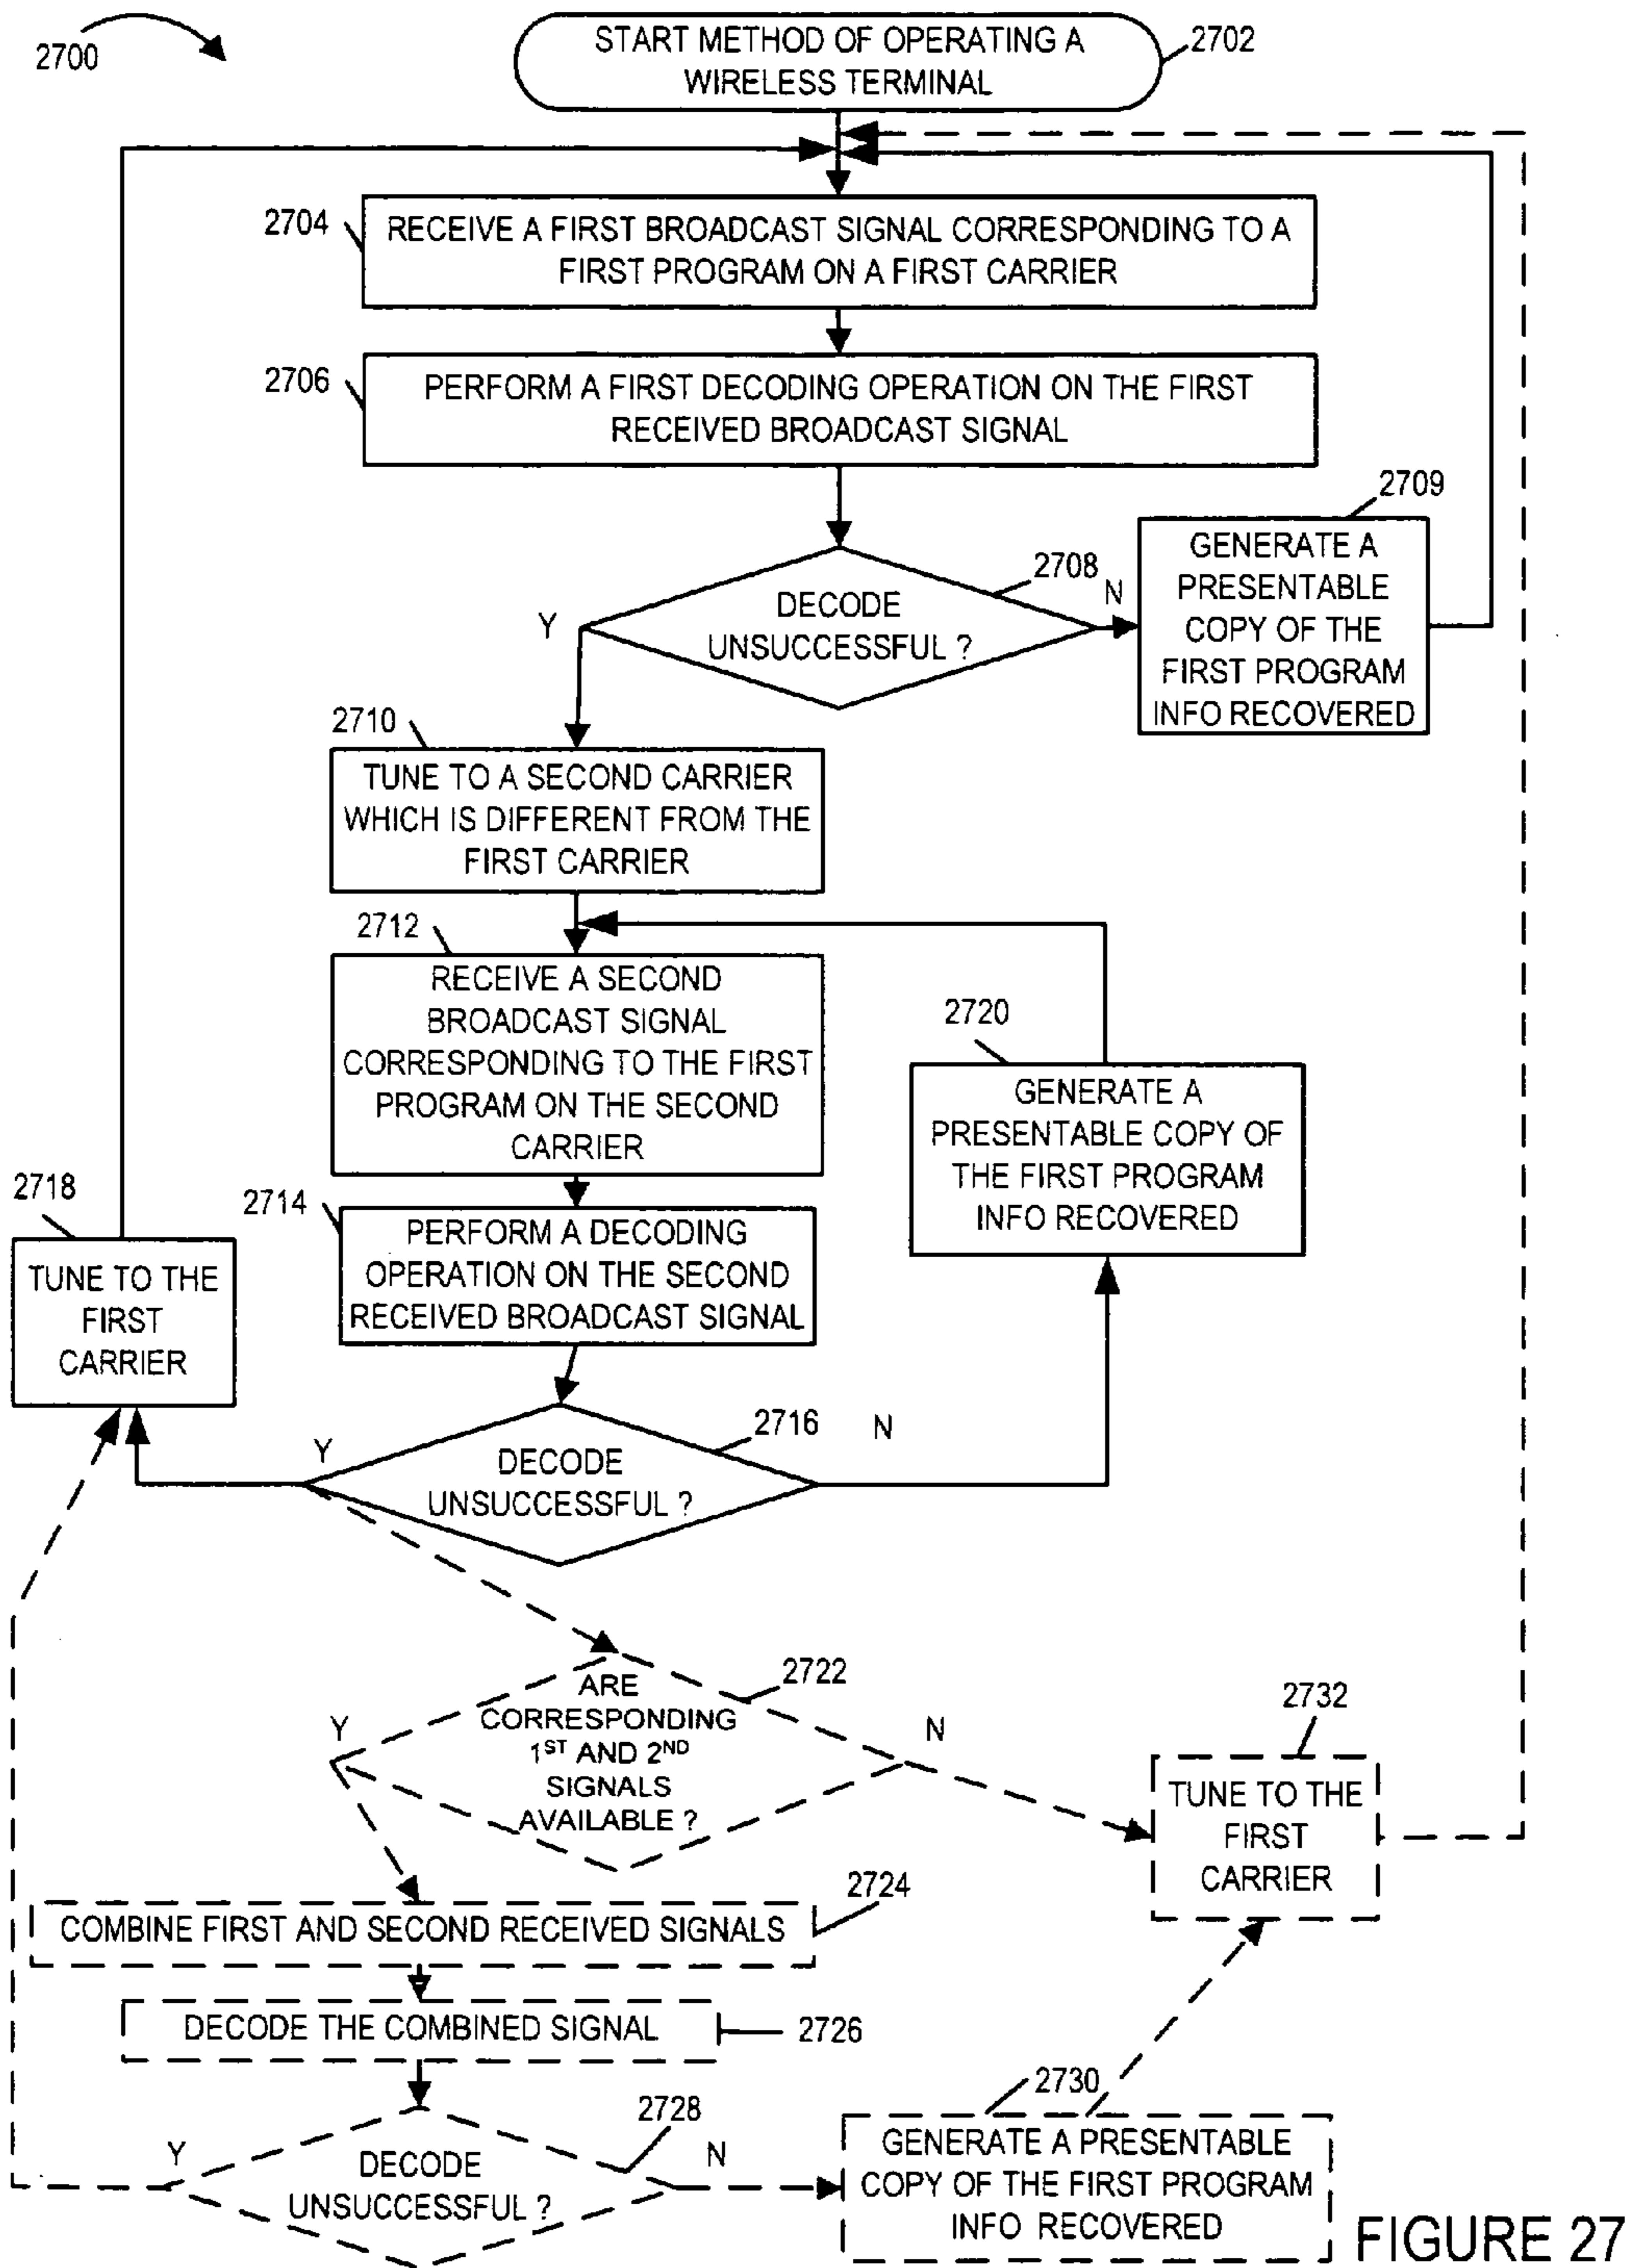 2700
START METHOD OF OPERATING A
WIRELESS TERMINAL
2702
2704
RECEIVE A FIRST BROADCAST SIGNAL CORRESPONDING TO A
FIRST PROGRAM ON A FIRST CARRIER
2706
PERFORM A FIRST DECODING OPERATION ON THE FIRST
RECEIVED BROADCAST SIGNAL
2708
DECODE
UNSUCCESSFUL ?
Y
N
2709
GENERATE A
PRESENTABLE
COPY OF THE
FIRST PROGRAM
INFO RECOVERED
2710
TUNE TO A SECOND CARRIER
WHICH IS DIFFERENT FROM THE
FIRST CARRIER
2712
RECEIVE A SECOND
BROADCAST SIGNAL
CORRESPONDING TO THE FIRST
PROGRAM ON THE SECOND
CARRIER
2720
GENERATE A
PRESENTABLE COPY OF
THE FIRST PROGRAM
INFO RECOVERED
2718
TUNE TO THE
FIRST
CARRIER
2714
PERFORM A DECODING
OPERATION ON THE SECOND
RECEIVED BROADCAST SIGNAL
2716
Y
DECODE
UNSUCCESSFUL ?
N
2722
ARE
CORRESPONDING
1ST AND 2ND
SIGNALS
AVAILABLE ?
Y
N
2732
TUNE TO THE
FIRST
CARRIER
2724
COMBINE FIRST AND SECOND RECEIVED SIGNALS
DECODE THE COMBINED SIGNAL
2726
2728
Y
DECODE
UNSUCCESSFUL ?
N
2730
GENERATE A PRESENTABLE
COPY OF THE FIRST PROGRAM
INFO RECOVERED
FIGURE 27